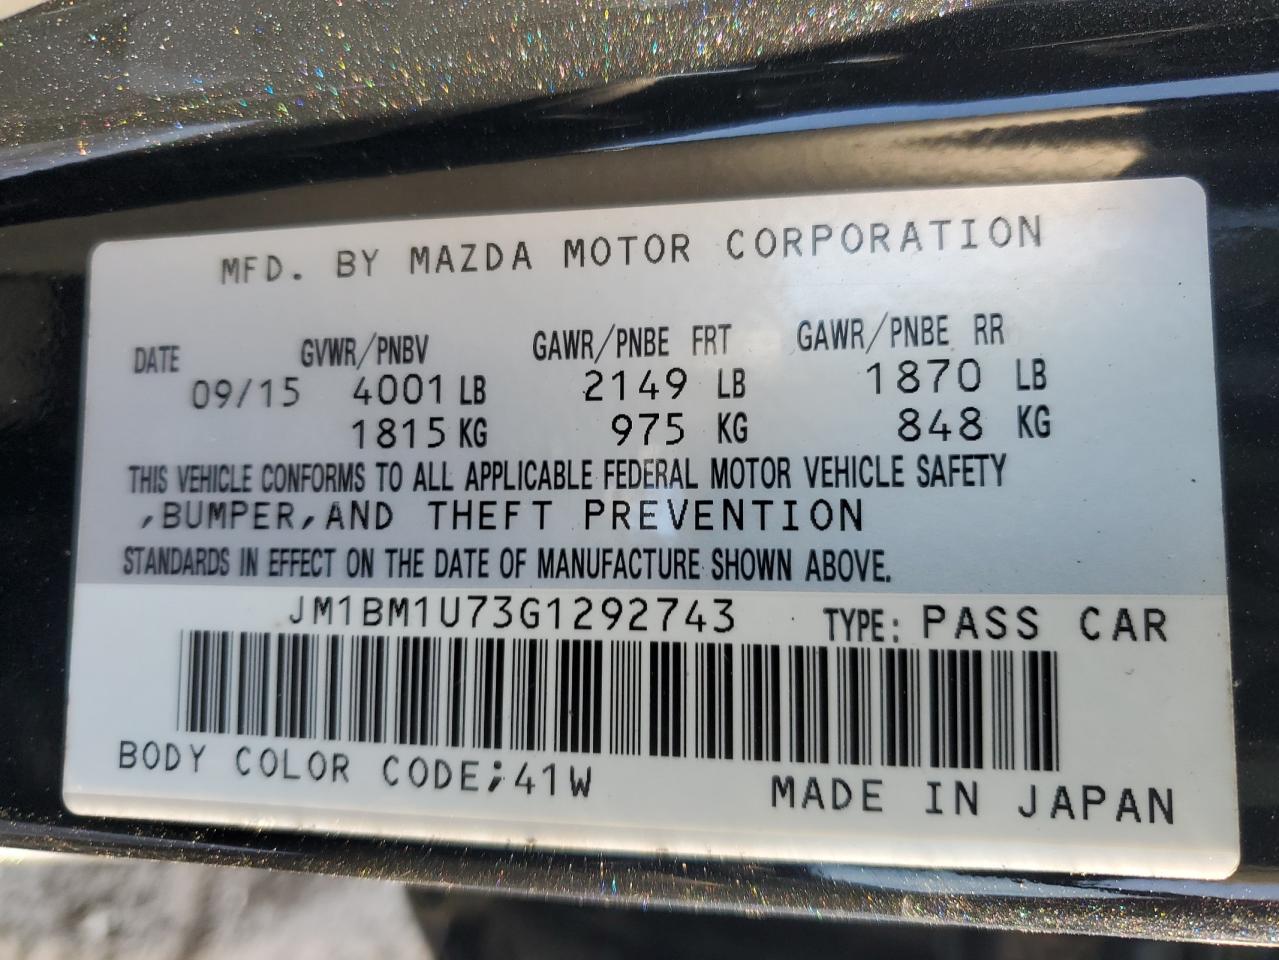 MFD. BY MAZDA MOTOR CORPORATION
DATE GVWR/PNBV GAWR/PNBE FRT GAWR/PNBE RR
09/15 4001 LB 2149 LB 1870 LB
1815 KG 975 KG 848 KG
THIS VEHICLE CONFORMS TO ALL APPLICABLE FEDERAL MOTOR VEHICLE SAFETY
,BUMPER,AND THEFT PREVENTION
STANDARDS IN EFFECT ON THE DATE OF MANUFACTURE SHOWN ABOVE.
JM1BM1U73G1292743 TYPE: PASS CAR
BODY COLOR CODE;41W MADE IN JAPAN